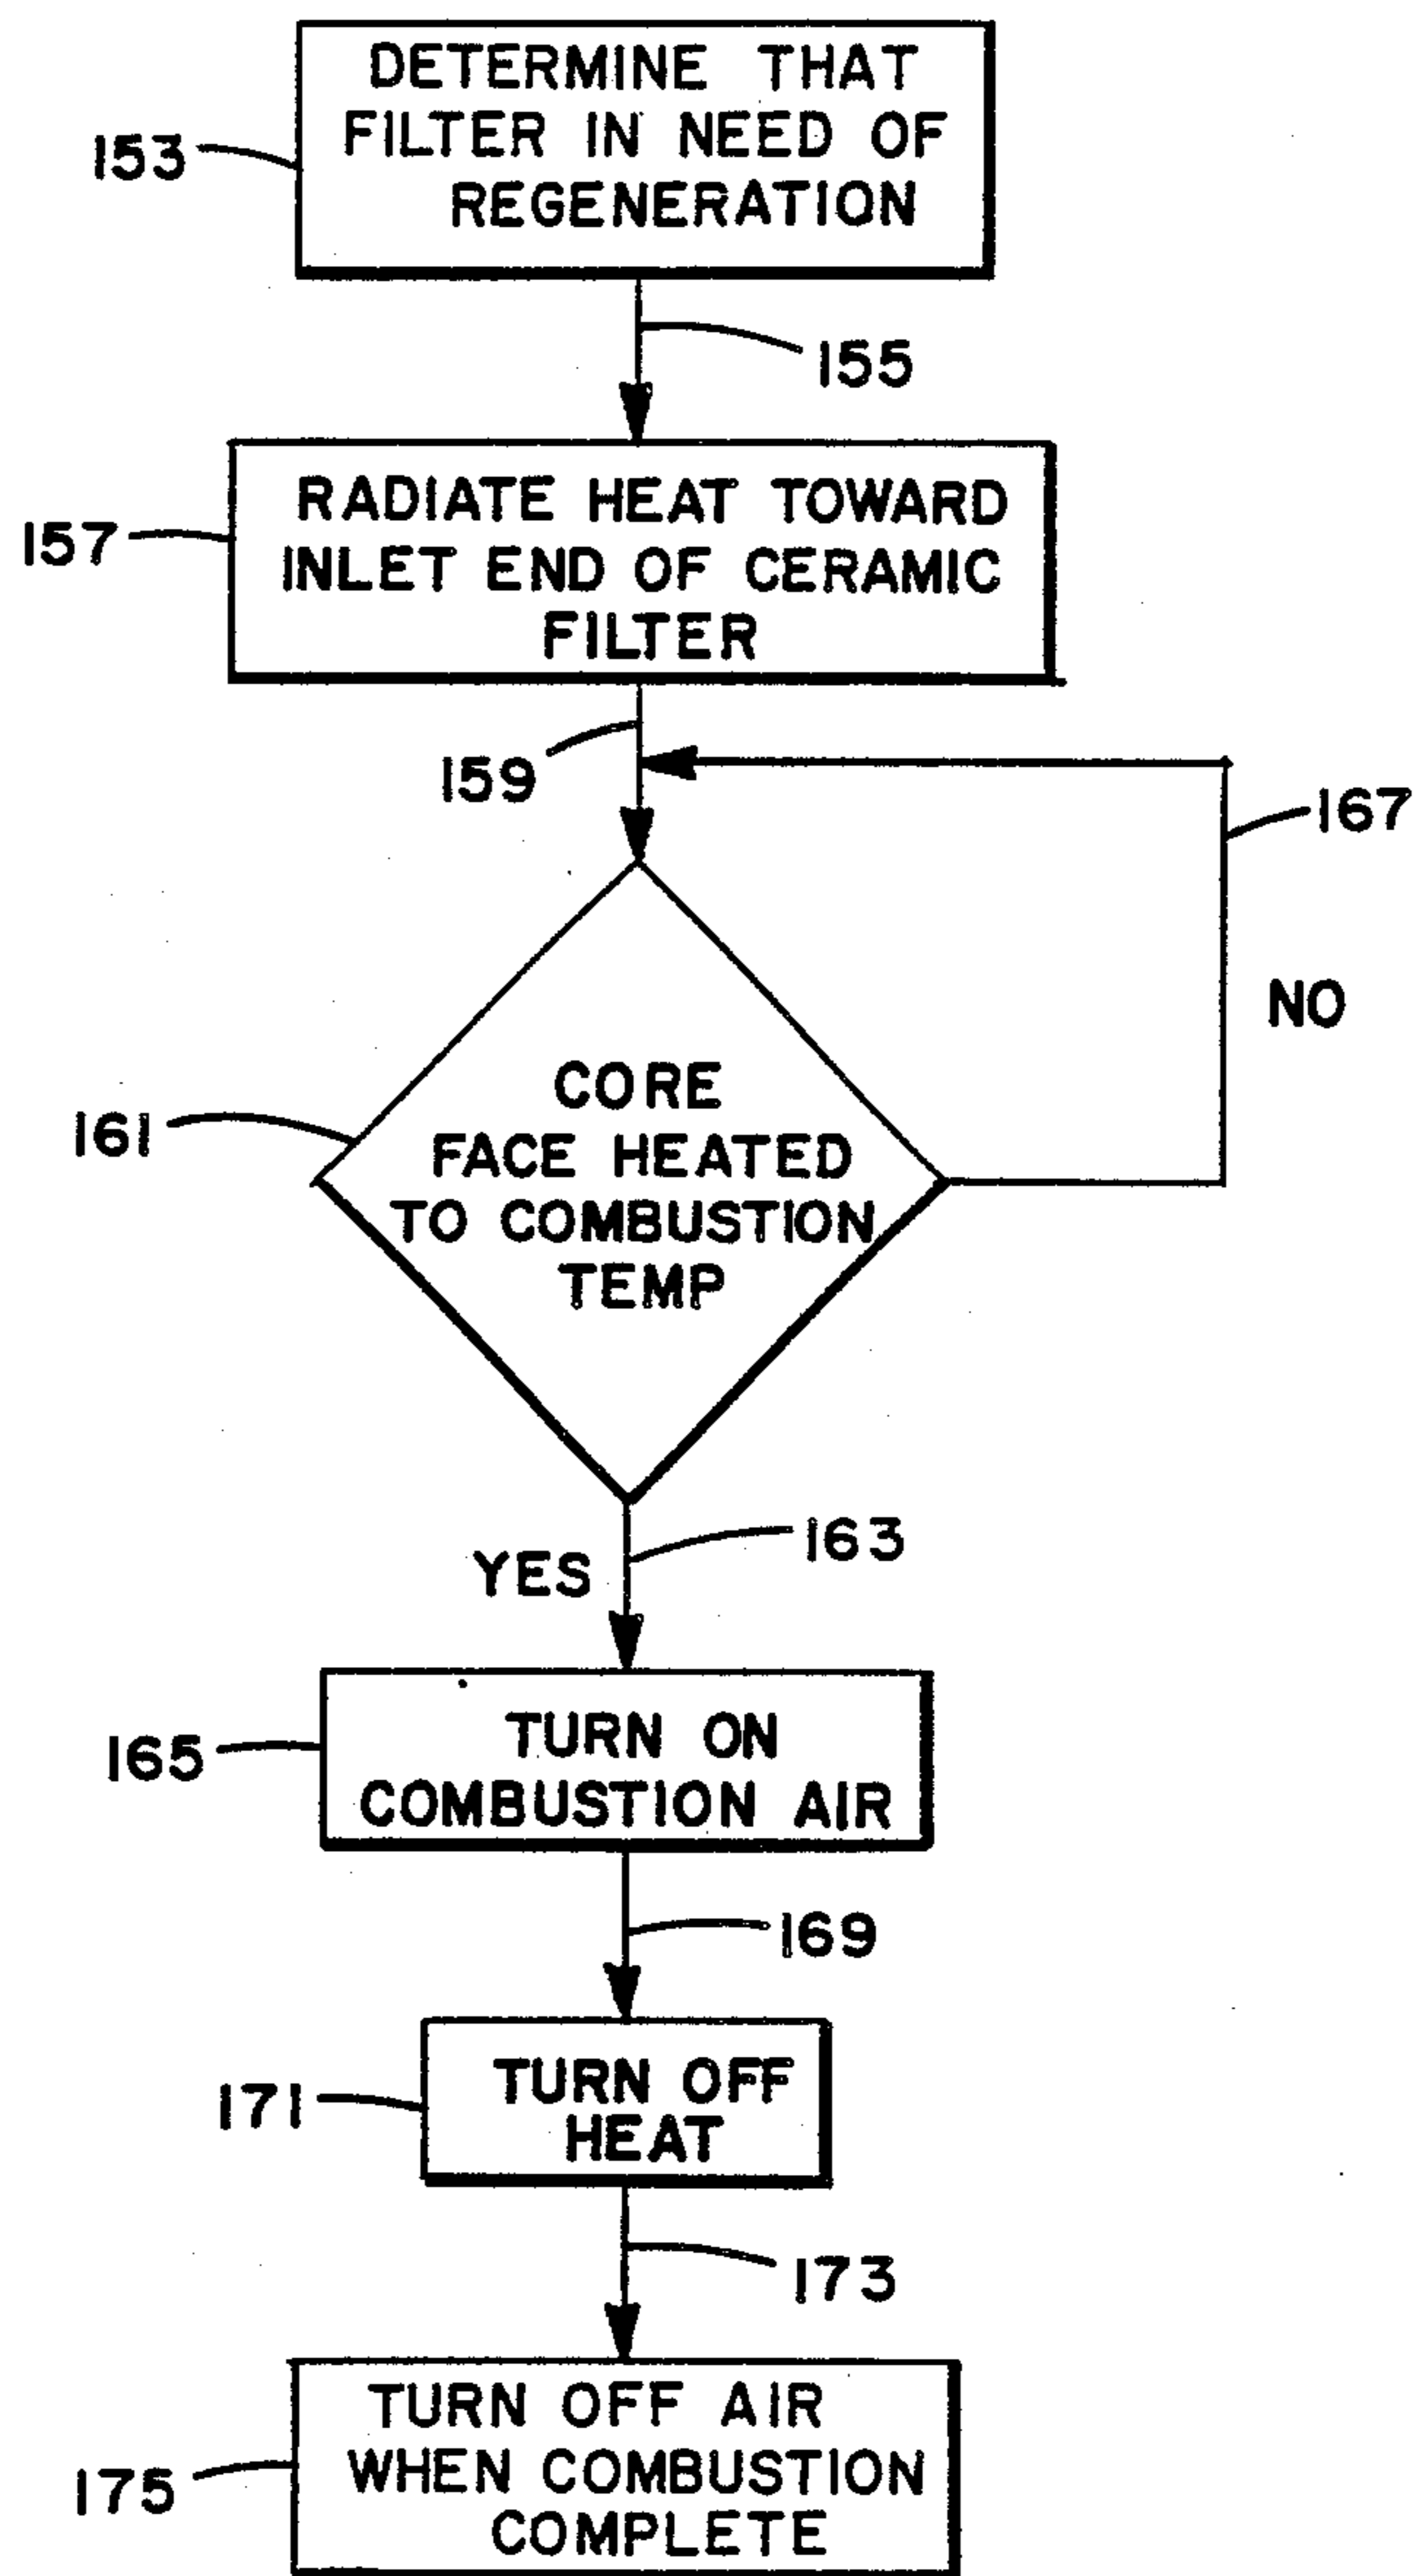 DETERMINE THAT
FILTER IN NEED OF
REGENERATION
153
155
RADIATE HEAT TOWARD
INLET END OF CERAMIC
FILTER
157
159
167
NO
CORE
FACE HEATED
TO COMBUSTION
TEMP
161
163
YES
TURN ON
COMBUSTION AIR
165
169
TURN OFF
HEAT
171
173
TURN OFF AIR
WHEN COMBUSTION
COMPLETE
175